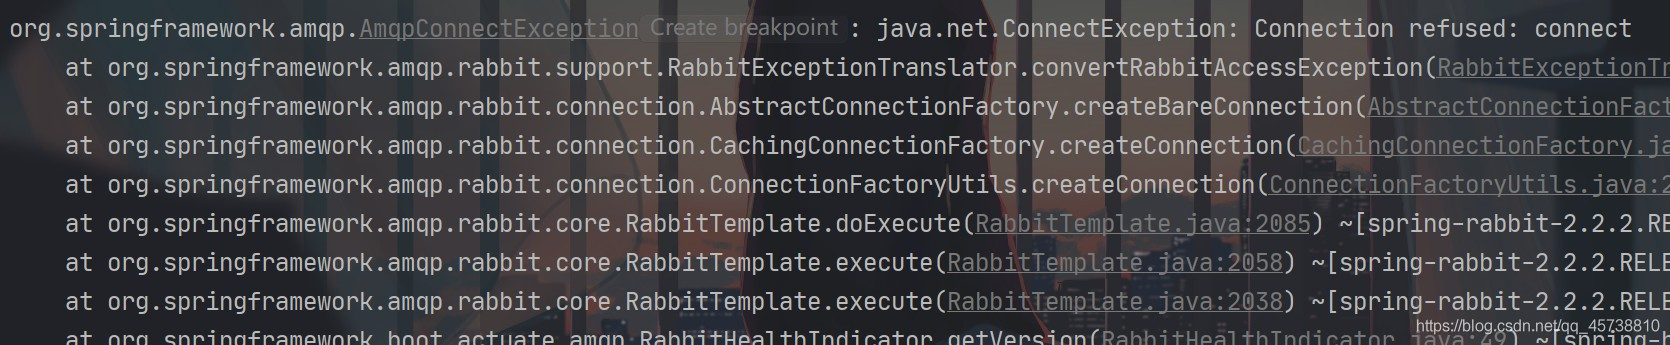 org.springframework.amqp.AmqpConnectException Create breakpoint : java.net.ConnectException: Connection refused: connect
at org.springframework.amqp.rabbit.support.RabbitExceptionTranslator.convertRabbitAccessException(RabbitExceptionTr
at org.springframework.amqp.rabbit.connection.AbstractConnectionFactory.createBareConnection(AbstractConnectionFact
at org.springframework.amqp.rabbit.connection.CachingConnectionFactory.createConnection(CachingConnectionFactory.ja
at org.springframework.amqp.rabbit.connection.ConnectionFactoryUtils.createConnection(ConnectionFactoryUtils.java:2
at org.springframework.amqp.rabbit.core.RabbitTemplate.doExecute(RabbitTemplate.java:2085) ~[spring-rabbit-2.2.2.RE
at org.springframework.amqp.rabbit.core.RabbitTemplate.execute(RabbitTemplate.java:2058) ~[spring-rabbit-2.2.2.RELE
at org.springframework.amqp.rabbit.core.RabbitTemplate.execute(RabbitTemplate.java:2038) ~[spring-rabbit-2.2.2.RELE
at org.springframework.boot.actuate.amqp.RabbitHealthIndicator.getVersion(RabbitHealthIndicator.java:49) ~[spring-b
https://blog.csdn.net/qq_45738810